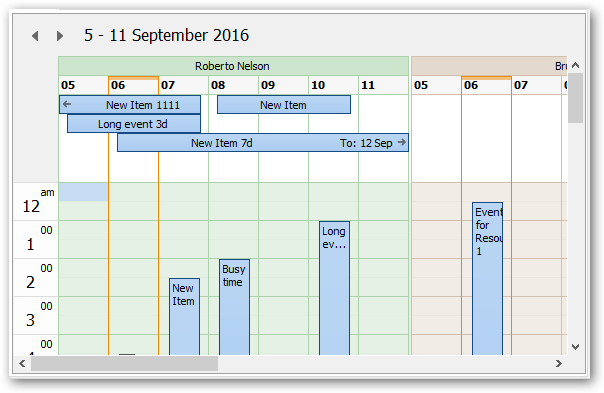 5 - 11 September 2016
Roberto Nelson
05 06 07 08 09 10 11
05 06 07
New Item 1111
New Item
Long event 3d
New Item 7d To: 12 Sep
12 am
1 00
2 00
3 00
00
Long
ev...
Busy
time
New
Item
Event
for
Resou
1